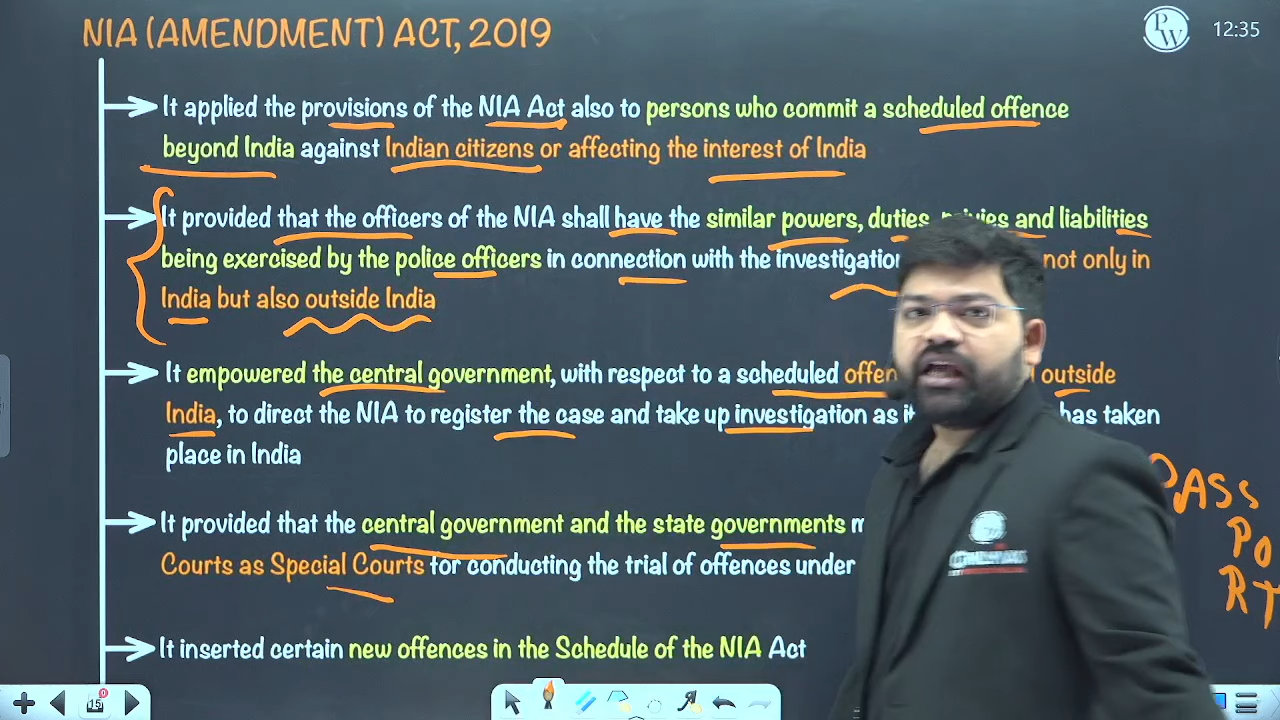 NIA (AMENDMENT) ACT, 2019
PW
12:35
It applied the provisions of the NIA Act also to persons who commit a scheduled offence
beyond India against Indian citizens or affecting the interest of India
It provided that the officers of the NIA shall have the similar powers, duties, and liabilities
being exercised by the police officers in connection with the investigation not only in
India but also outside India
It empowered the central government, with respect to a scheduled outside
India, to direct the NIA to register the case and take up investigation as has taken
place in India
PASS
PO
RT
It provided that the central government and the state governments
Courts as Special Courts for conducting the trial of offences under
It inserted certain new offences in the Schedule of the NIA Act
15
0